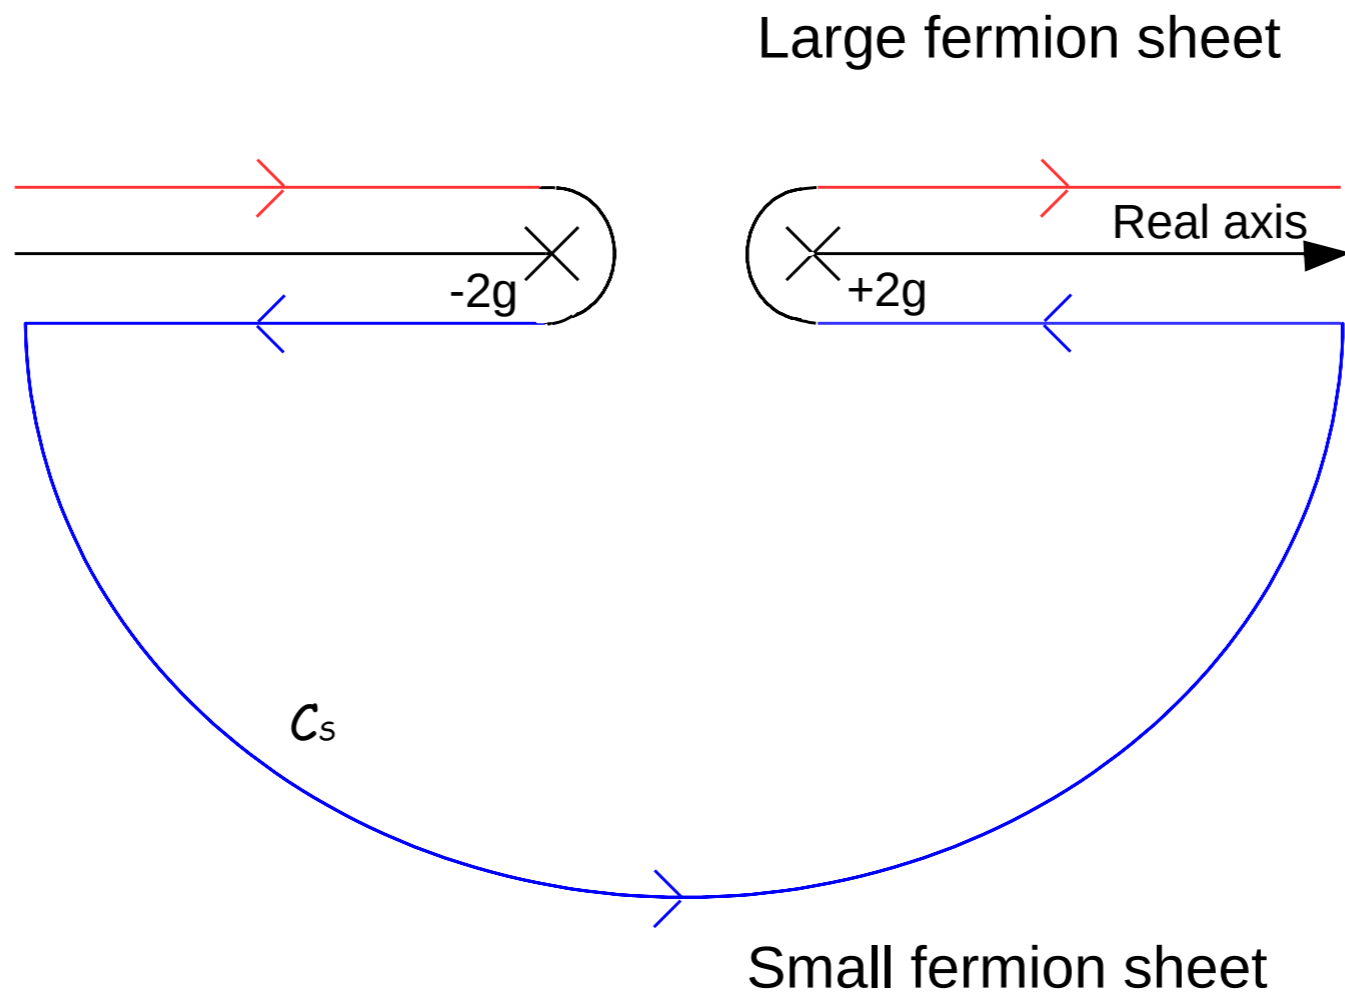 Large fermion sheet
Real axis
-2g
+2g
Cs
Small fermion sheet